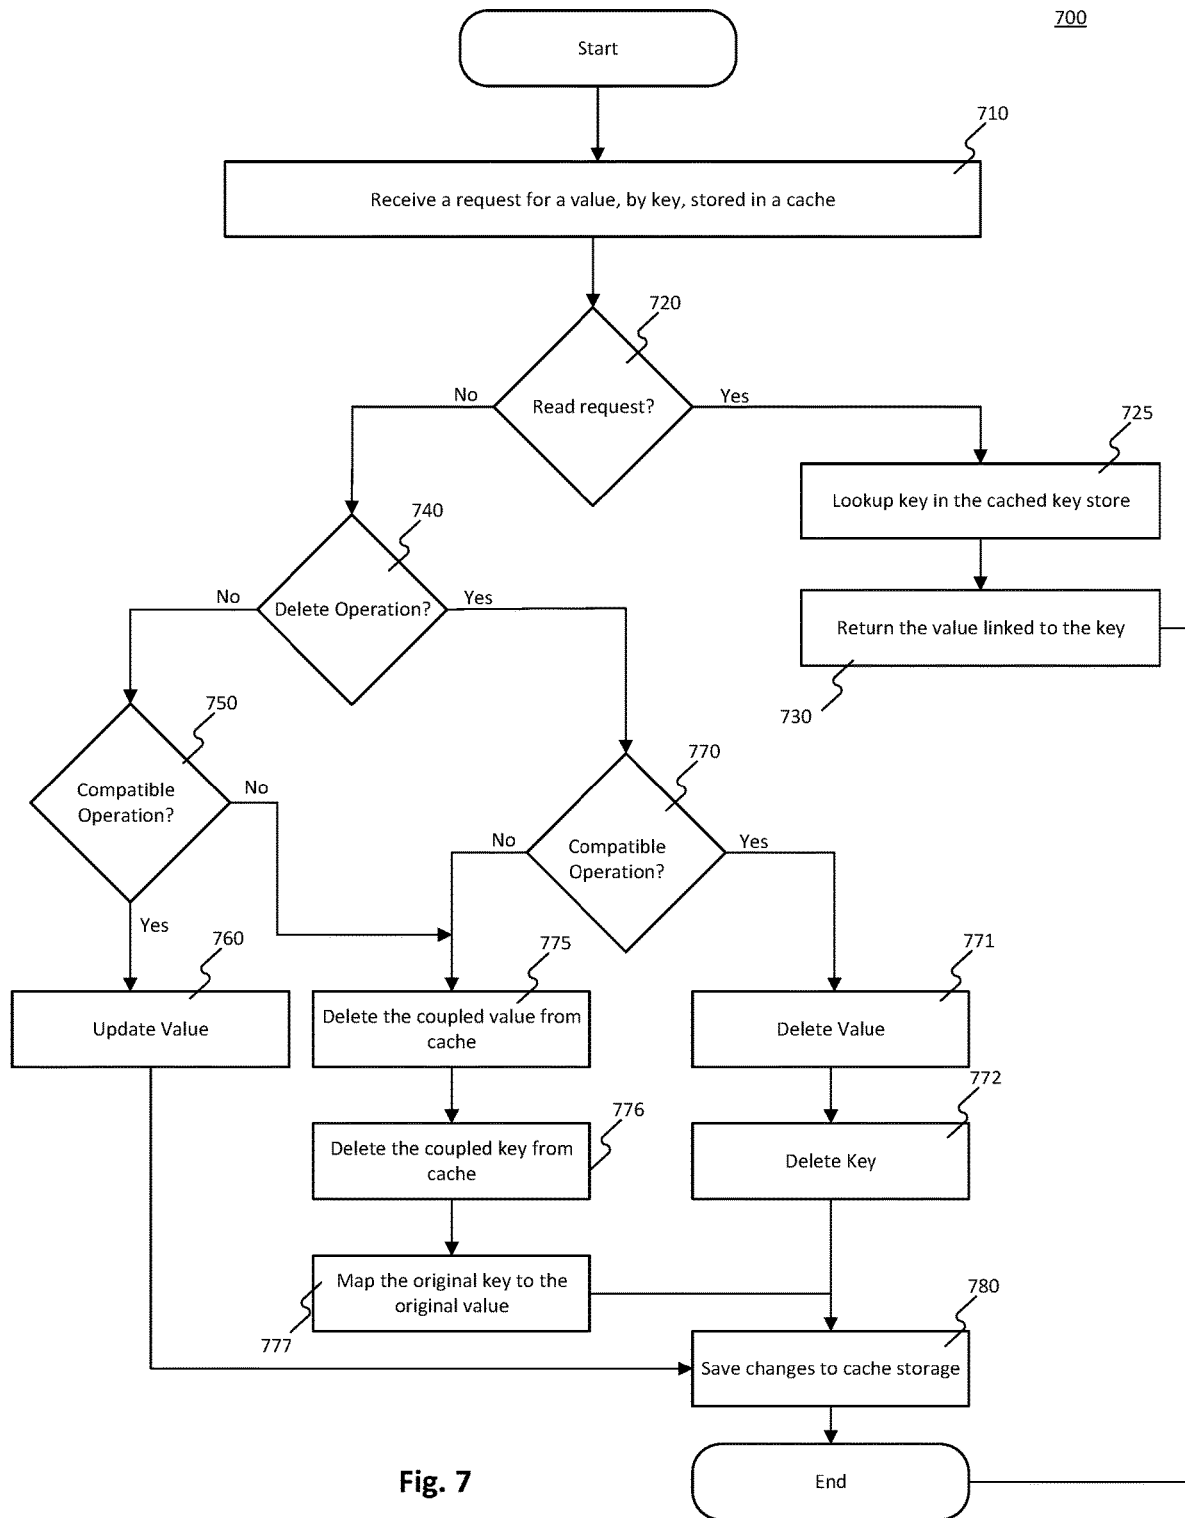 700
Start
710
Receive a request for a value, by key, stored in a cache
720
No
Read request?
Yes
725
Lookup key in the cached key store
740
No
Delete Operation?
Yes
Return the value linked to the key
730
750
Compatible
Operation?
No
770
No
Compatible
Operation?
Yes
Yes
760
775
771
Update Value
Delete the coupled value from
cache
Delete Value
772
776
Delete the coupled key from
cache
Delete Key
Map the original key to the
original value
777
780
Save changes to cache storage
End
Fig. 7